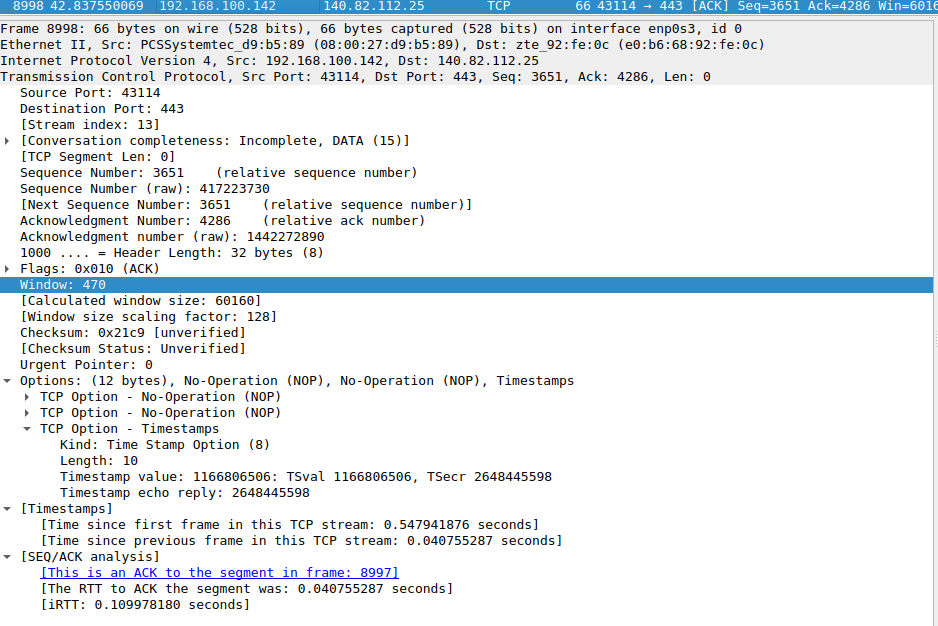 8998 42.837550069 192.168.100.142 140.82.112.25 TCP 66 43114 → 443 [ACK] Seq=3651 Ack=4286 Win=6016
Frame 8998: 66 bytes on wire (528 bits), 66 bytes captured (528 bits) on interface enp0s3, id 0
Ethernet II, Src: PCSSystemtec_d9:b5:89 (08:00:27:d9:b5:89), Dst: zte_92:fe:0c (e0:b6:68:92:fe:0c)
Internet Protocol Version 4, Src: 192.168.100.142, Dst: 140.82.112.25
Transmission Control Protocol, Src Port: 43114, Dst Port: 443, Seq: 3651, Ack: 4286, Len: 0
Source Port: 43114
Destination Port: 443
[Stream index: 13]
[Conversation completeness: Incomplete, DATA (15)]
[TCP Segment Len: 0]
Sequence Number: 3651 (relative sequence number)
Sequence Number (raw): 417223730
[Next Sequence Number: 3651 (relative sequence number)]
Acknowledgment Number: 4286 (relative ack number)
Acknowledgment number (raw): 1442272890
1000 .... = Header Length: 32 bytes (8)
Flags: 0x010 (ACK)
Window: 470
[Calculated window size: 60160]
[Window size scaling factor: 128]
Checksum: 0x21c9 [unverified]
[Checksum Status: Unverified]
Urgent Pointer: 0
Options: (12 bytes), No-Operation (NOP), No-Operation (NOP), Timestamps
TCP Option - No-Operation (NOP)
TCP Option - No-Operation (NOP)
TCP Option - Timestamps
Kind: Time Stamp Option (8)
Length: 10
Timestamp value: 1166806506: TSval 1166806506, TSecr 2648445598
Timestamp echo reply: 2648445598
[Timestamps]
[Time since first frame in this TCP stream: 0.547941876 seconds]
[Time since previous frame in this TCP stream: 0.040755287 seconds]
[SEQ/ACK analysis]
[This is an ACK to the segment in frame: 8997]
[The RTT to ACK the segment was: 0.040755287 seconds]
[iRTT: 0.109978180 seconds]